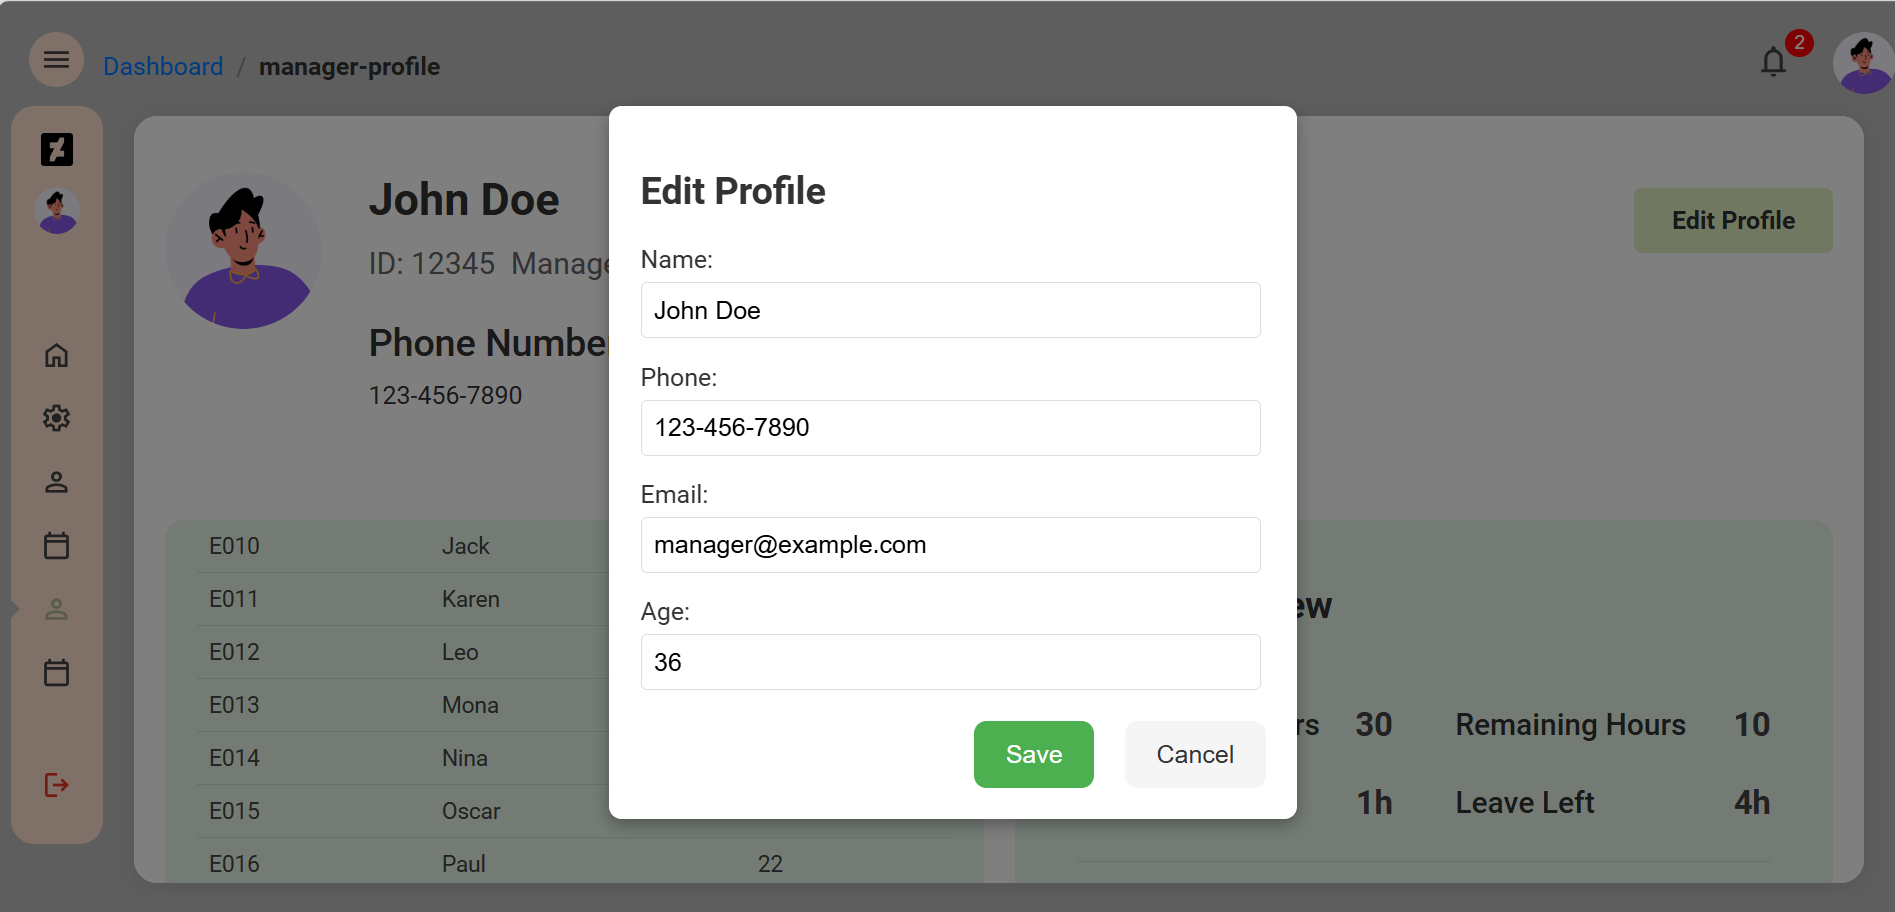 Dashboard / manager-profile
2
John Doe
ID: 12345 Manage
Phone Number
123-456-7890
Edit Profile
Edit Profile
Name:
John Doe
Phone:
123-456-7890
Email:
manager@example.com
Age:
36
Save Cancel
E010 Jack
E011 Karen
E012 Leo
E013 Mona
E014 Nina
E015 Oscar
E016 Paul 22
ew
rs 30 Remaining Hours 10
1h Leave Left 4h